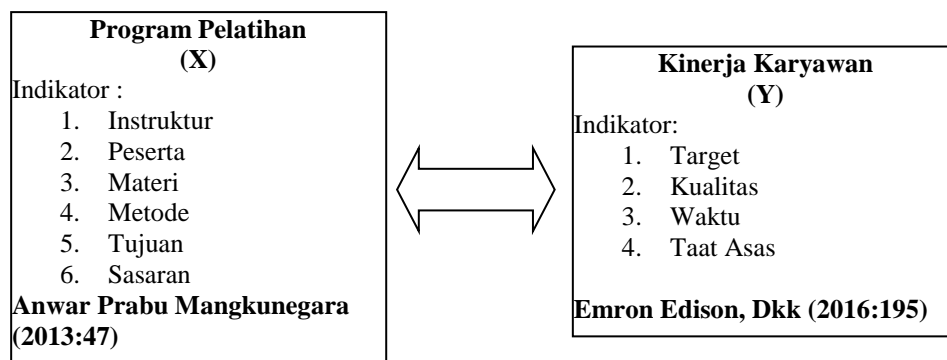 Program Pelatihan
(X)
Indikator :
1. Instruktur
2. Peserta
3. Materi
4. Metode
5. Tujuan
6. Sasaran
Anwar Prabu Mangkunegara
(2013:47)
Kinerja Karyawan
(Y)
Indikator:
1. Target
2. Kualitas
3. Waktu
4. Taat Asas
Emron Edison, Dkk (2016:195)